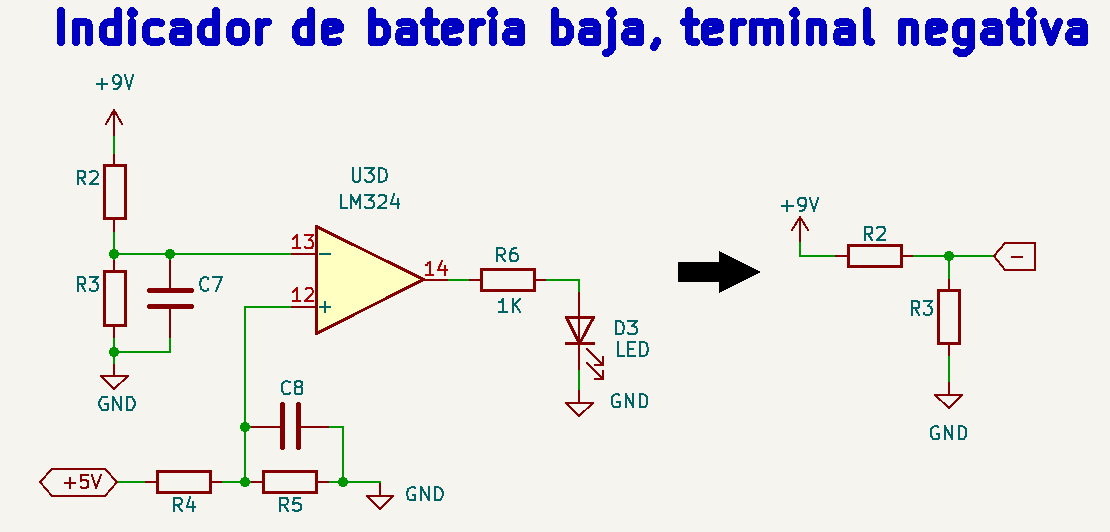 Indicador de bateria baja, terminal negativa
+9V
R2
R3
C7
GND
U3D
LM324
13
12
14
−
+
R6
1K
D3
LED
GND
C8
+5V
R4
R5
GND
+9V
R2
−
R3
GND